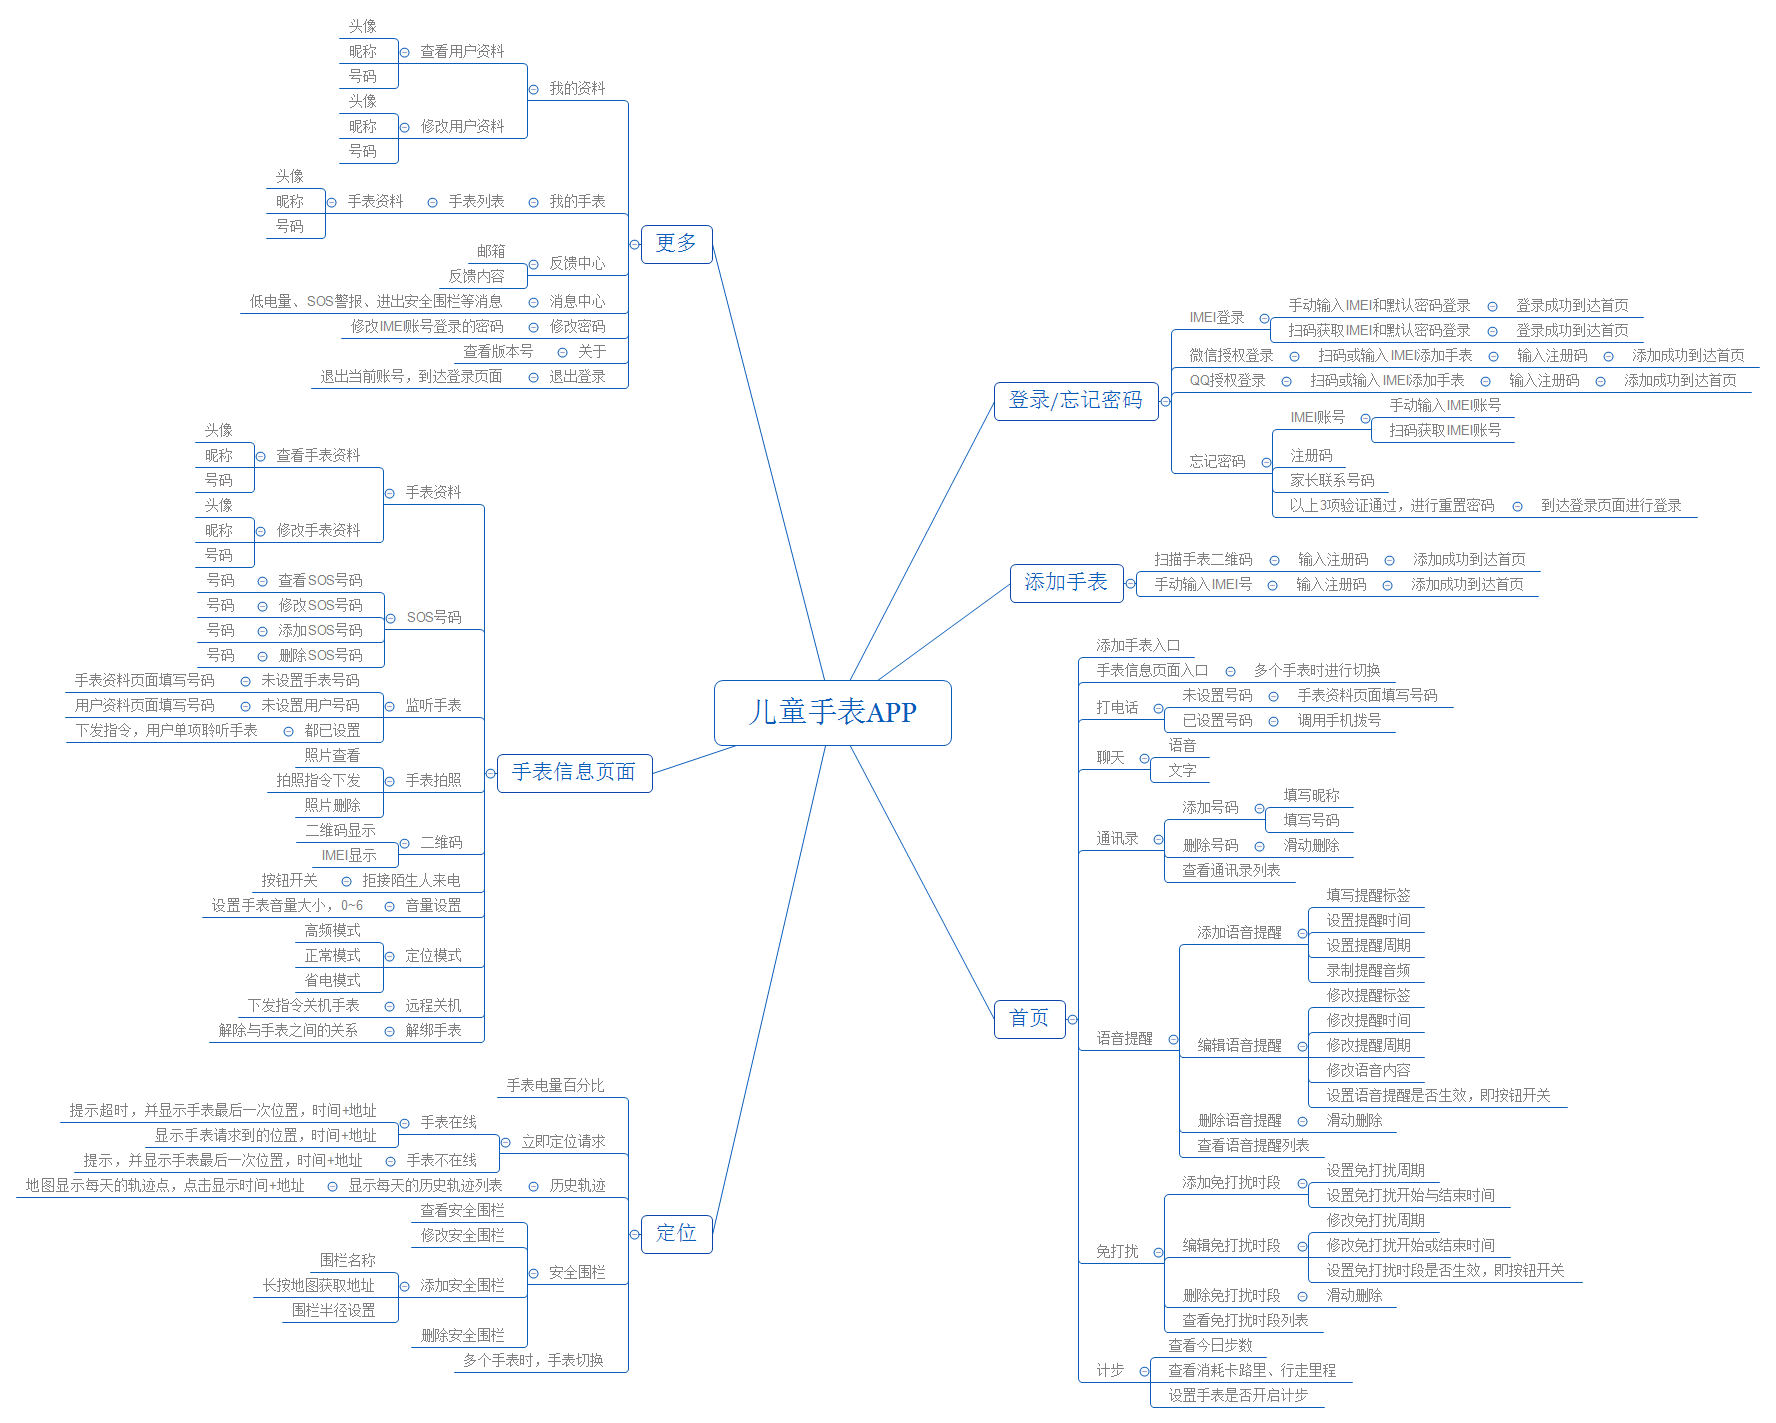 儿童手表APP
登录/忘记密码
IMEI登录
手动输入IMEI和默认密码登录
登录成功到达首页
扫码获取IMEI和默认密码登录
登录成功到达首页
微信授权登录
扫码或输入IMEI添加手表
输入注册码
添加成功到达首页
QQ授权登录
扫码或输入IMEI添加手表
输入注册码
添加成功到达首页
忘记密码
IMEI账号
手动输入IMEI账号
扫码获取IMEI账号
注册码
家长联系号码
以上3项验证通过，进行重置密码
到达登录页面进行登录
添加手表
扫描手表二维码
输入注册码
添加成功到达首页
手动输入IMEI号
输入注册码
添加成功到达首页
首页
添加手表入口
手表信息页面入口
多个手表时进行切换
打电话
未设置号码
手表资料页面填写号码
已设置号码
调用手机拨号
聊天
语音
文字
通讯录
添加号码
填写昵称
填写号码
删除号码
滑动删除
查看通讯录列表
语音提醒
添加语音提醒
填写提醒标签
设置提醒时间
设置提醒周期
录制提醒音频
编辑语音提醒
修改提醒标签
修改提醒时间
修改提醒周期
修改语音内容
设置语音提醒是否生效，即按钮开关
删除语音提醒
滑动删除
查看语音提醒列表
免打扰
添加免打扰时段
设置免打扰周期
设置免打扰开始与结束时间
编辑免打扰时段
修改免打扰周期
修改免打扰开始或结束时间
设置免打扰时段是否生效，即按钮开关
删除免打扰时段
滑动删除
查看免打扰时段列表
计步
查看今日步数
查看消耗卡路里、行走里程
设置手表是否开启计步
更多
我的资料
查看用户资料
头像
昵称
号码
修改用户资料
头像
昵称
号码
我的手表
手表列表
手表资料
头像
昵称
号码
反馈中心
邮箱
反馈内容
消息中心
低电量、SOS警报、进出安全围栏等消息
修改密码
修改IMEI账号登录的密码
关于
查看版本号
退出登录
退出当前账号，到达登录页面
手表信息页面
手表资料
查看手表资料
头像
昵称
号码
修改手表资料
头像
昵称
号码
SOS号码
查看SOS号码
号码
修改SOS号码
号码
添加SOS号码
号码
删除SOS号码
号码
监听手表
未设置手表号码
手表资料页面填写号码
未设置用户号码
用户资料页面填写号码
都已设置
下发指令，用户单项聆听手表
手表拍照
照片查看
拍照指令下发
照片删除
二维码
二维码显示
IMEI显示
拒接陌生人来电
按钮开关
音量设置
设置手表音量大小，0~6
定位模式
高频模式
正常模式
省电模式
远程关机
下发指令关机手表
解绑手表
解除与手表之间的关系
定位
手表电量百分比
立即定位请求
手表在线
提示超时，并显示手表最后一次位置，时间+地址
显示手表请求到的位置，时间+地址
手表不在线
提示，并显示手表最后一次位置，时间+地址
历史轨迹
显示每天的历史轨迹列表
地图显示每天的轨迹点，点击显示时间+地址
安全围栏
查看安全围栏
修改安全围栏
添加安全围栏
围栏名称
长按地图获取地址
围栏半径设置
删除安全围栏
多个手表时，手表切换